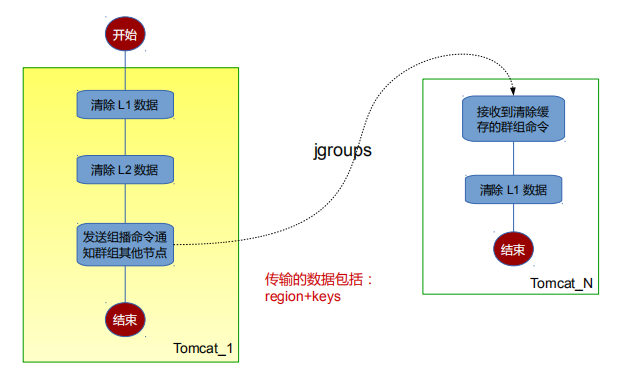 开始
清除 L1 数据
清除 L2 数据
发送组播命令通
知群组其他节点
结束
Tomcat_1
jgroups
传输的数据包括：
region+keys
接收到清除缓
存的群组命令
清除 L1 数据
结束
Tomcat_N